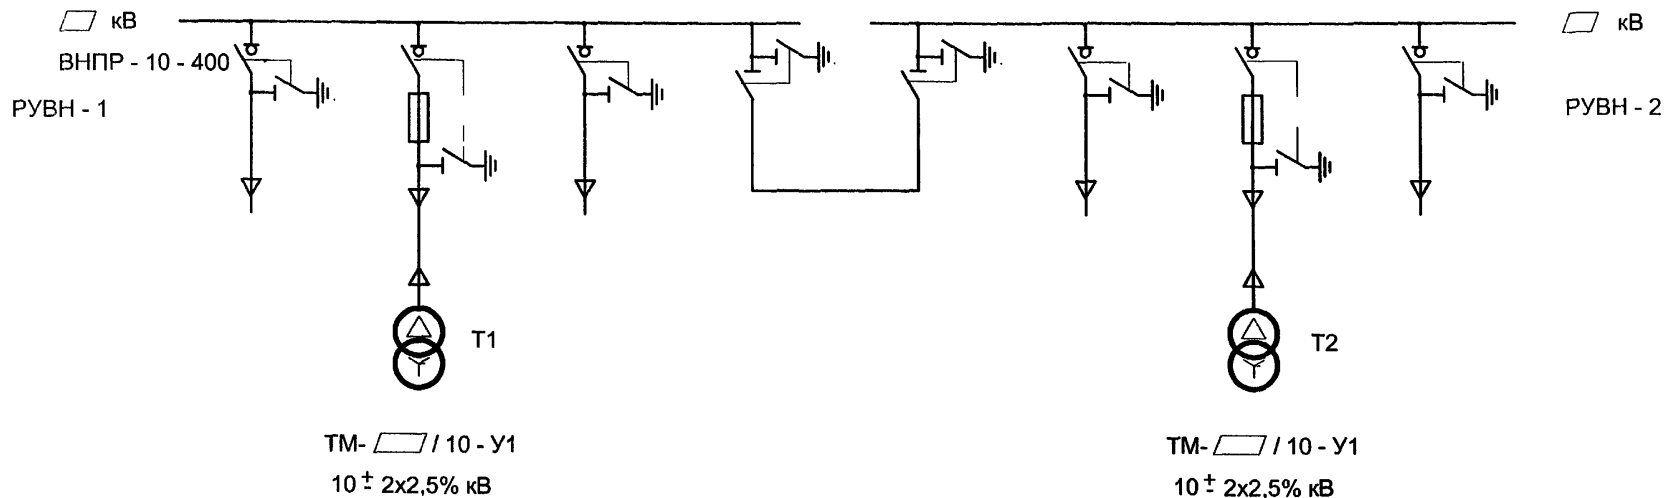 кВ
кВ
ВНПР - 10 - 400
РУВН - 1
РУВН - 2
Т1
Т2
ТМ- / 10 - У1
ТМ- / 10 - У1
10 ± 2х2,5% кВ
10 ± 2х2,5% кВ